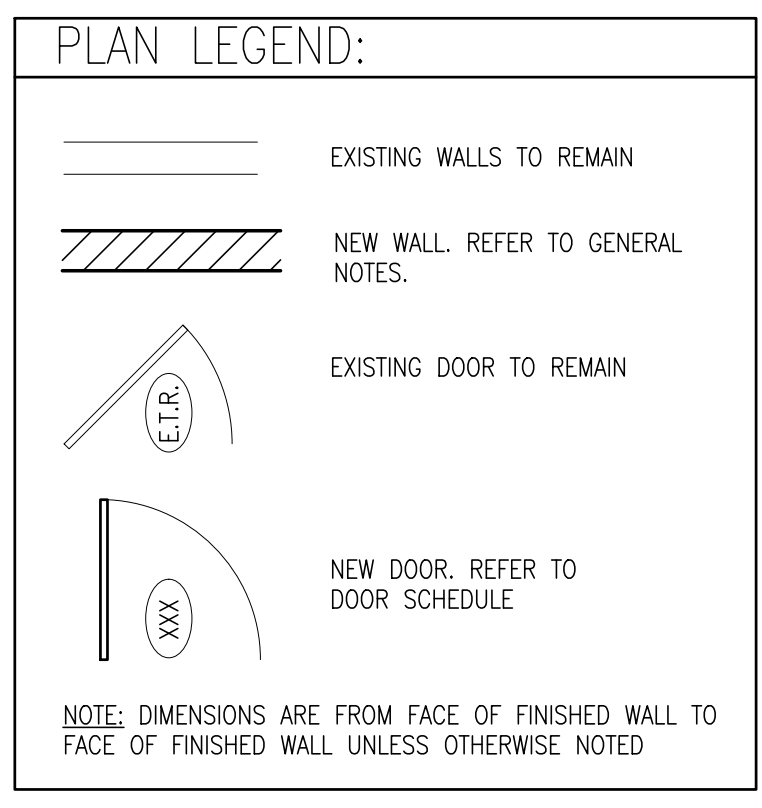 PLAN LEGEND:
EXISTING WALLS TO REMAIN
NEW WALL. REFER TO GENERAL
NOTES.
EXISTING DOOR TO REMAIN
E.T.R.
NEW DOOR. REFER TO
DOOR SCHEDULE
XXX
NOTE: DIMENSIONS ARE FROM FACE OF FINISHED WALL TO
FACE OF FINISHED WALL UNLESS OTHERWISE NOTED